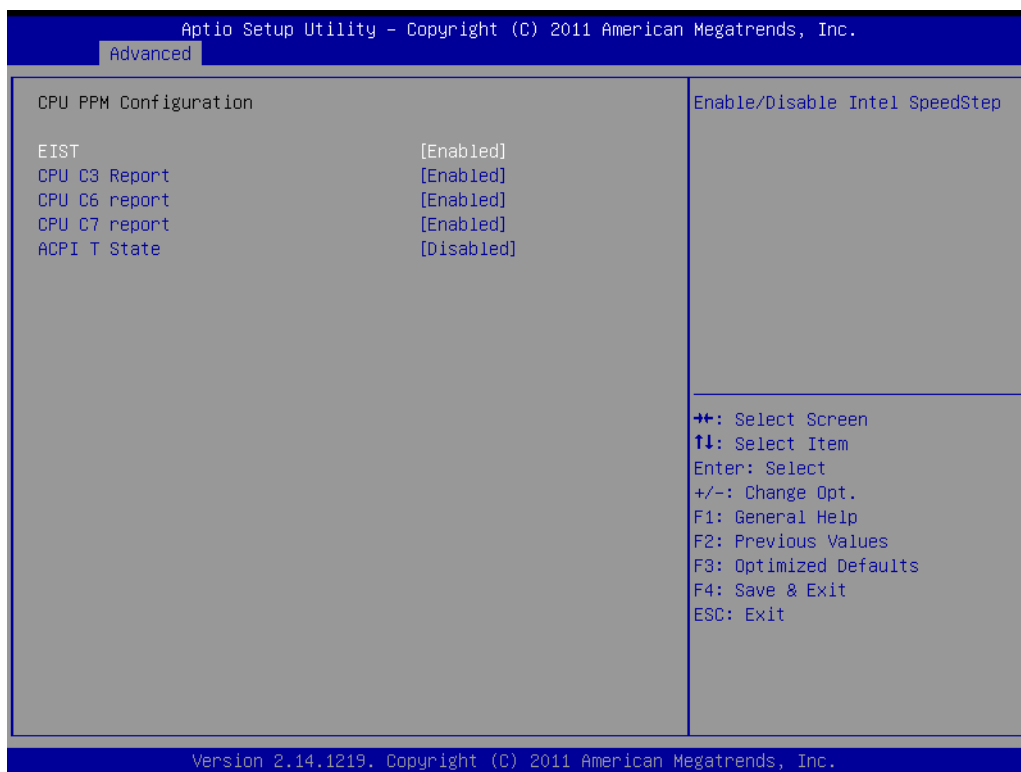 Aptio Setup Utility – Copyright (C) 2011 American Megatrends, Inc.
Advanced
CPU PPM Configuration
EIST [Enabled]
CPU C3 Report [Enabled]
CPU C6 report [Enabled]
CPU C7 report [Enabled]
ACPI T State [Disabled]
Enable/Disable Intel SpeedStep
→←: Select Screen
↑↓: Select Item
Enter: Select
+/-: Change Opt.
F1: General Help
F2: Previous Values
F3: Optimized Defaults
F4: Save & Exit
ESC: Exit
Version 2.14.1219. Copyright (C) 2011 American Megatrends, Inc.